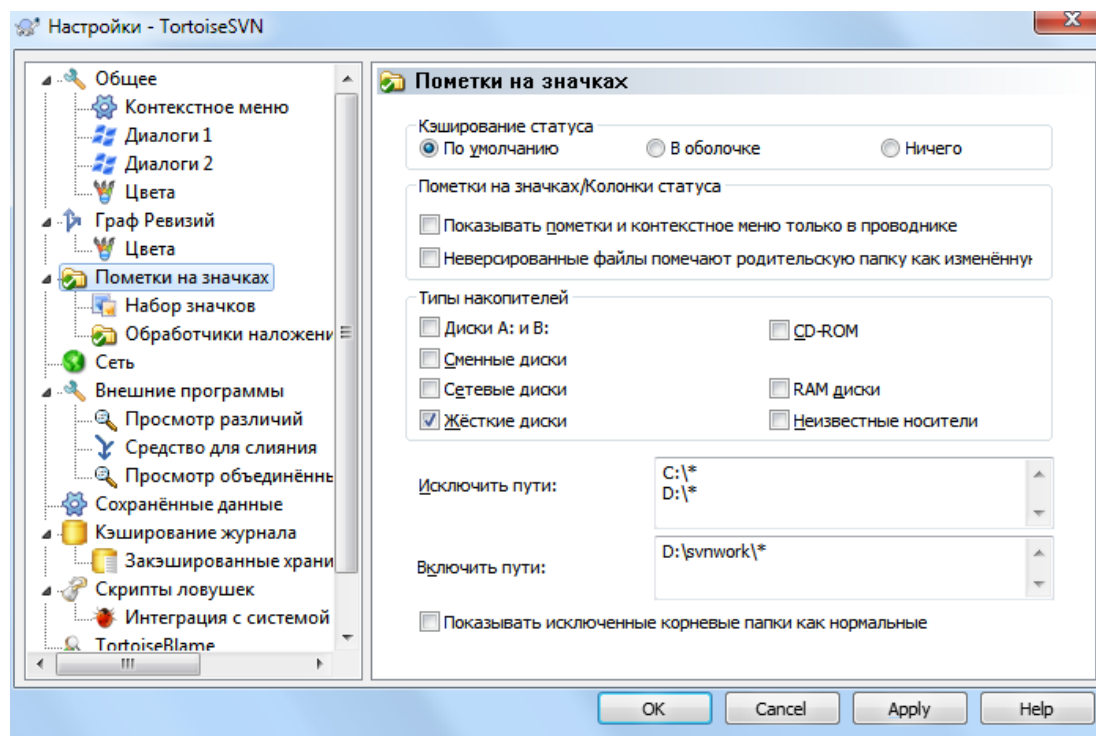 Настройки - TortoiseSVN
Общее
Контекстное меню
Диалоги 1
Диалоги 2
Цвета
Граф Ревизий
Цвета
Пометки на значках
Набор значков
Обработчики наложени
Сеть
Внешние программы
Просмотр различий
Средство для слияния
Просмотр объединённь
Сохранённые данные
Кэширование журнала
Закэшированные храни
Скрипты ловушек
Интеграция с системой
TortoiseBlame
Пометки на значках
Кэширование статуса
По умолчанию
В оболочке
Ничего
Пометки на значках/Колонки статуса
Показывать пометки и контекстное меню только в проводнике
Неверсированные файлы помечают родительскую папку как изменённун
Типы накопителей
Диски A: и B:
CD-ROM
Сменные диски
Сетевые диски
RAM диски
Жёсткие диски
Неизвестные носители
Исключить пути:
C:\*
D:\*
Включить пути:
D:\svnwork\*
Показывать исключенные корневые папки как нормальные
OK
Cancel
Apply
Help